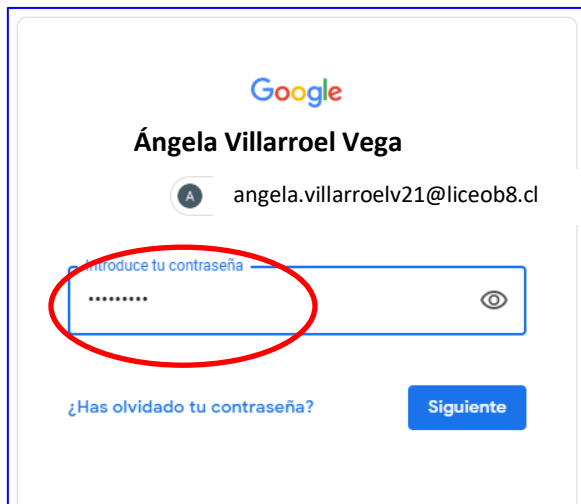 Google
Ángela Villarroel Vega
A angela.villarroelv21@liceob8.cl
Introduce tu contraseña
•••••••••
¿Has olvidado tu contraseña? Siguiente